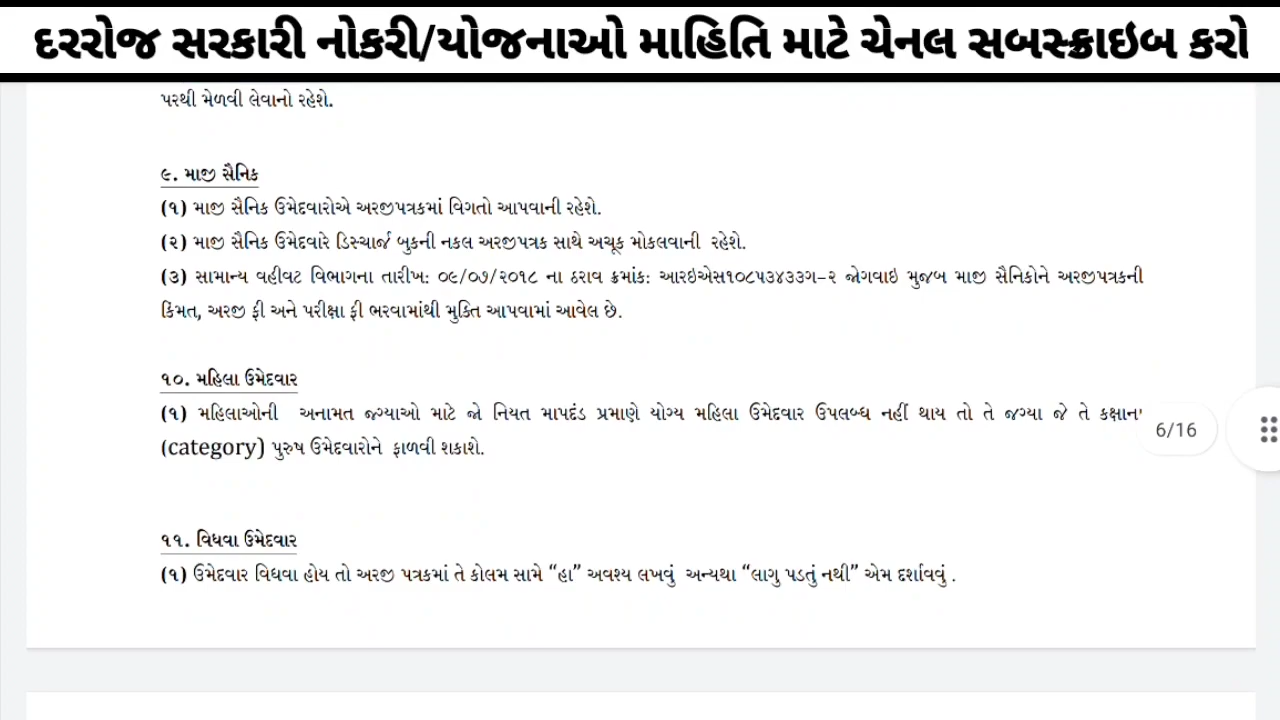 દરરોજ સરકારી નોકરી/યોજનાઓ માહિતિ માટે ચેનલ સબસ્ક્રાઇબ કરો
પરથી મેળવી લેવાનો રહેશે.
૯. માજી સૈનિક
(૧) માજી સૈનિક ઉમેદવારોએ અરજીપત્રકમાં વિગતો આપવાની રહેશે.
(૨) માજી સૈનિક ઉમેદવારે ડિસ્ચાર્જ બુકની નકલ અરજીપત્રક સાથે અચૂક મોકલવાની રહેશે.
(૩) સામાન્ય વહીવટ વિભાગના તારીખ: ૦૯/૦૭/૨૦૧૮ ના ઠરાવ ક્રમાંક: આરઇએસ૧૦૮૫૩૪૩૩ગ-૨ જોગવાઇ મુજબ માજી સૈનિકોને અરજીપત્રકની
કિંમત, અરજી ફી અને પરીક્ષા ફી ભરવામાંથી મુક્તિ આપવામાં આવેલ છે.
૧૦. મહિલા ઉમેદવાર
(૧) મહિલાઓની અનામત જગ્યાઓ માટે જો નિયત માપદંડ પ્રમાણે યોગ્ય મહિલા ઉમેદવાર ઉપલબ્ધ નહીં થાય તો તે જગ્યા જે તે કક્ષાના
(category) પુરુષ ઉમેદવારોને ફાળવી શકાશે.
6/16
૧૧. વિધવા ઉમેદવાર
(૧) ઉમેદવાર વિધવા હોય તો અરજી પત્રકમાં તે કોલમ સામે “હા” અવશ્ય લખવું અન્યથા “લાગુ પડતું નથી” એમ દર્શાવવું .